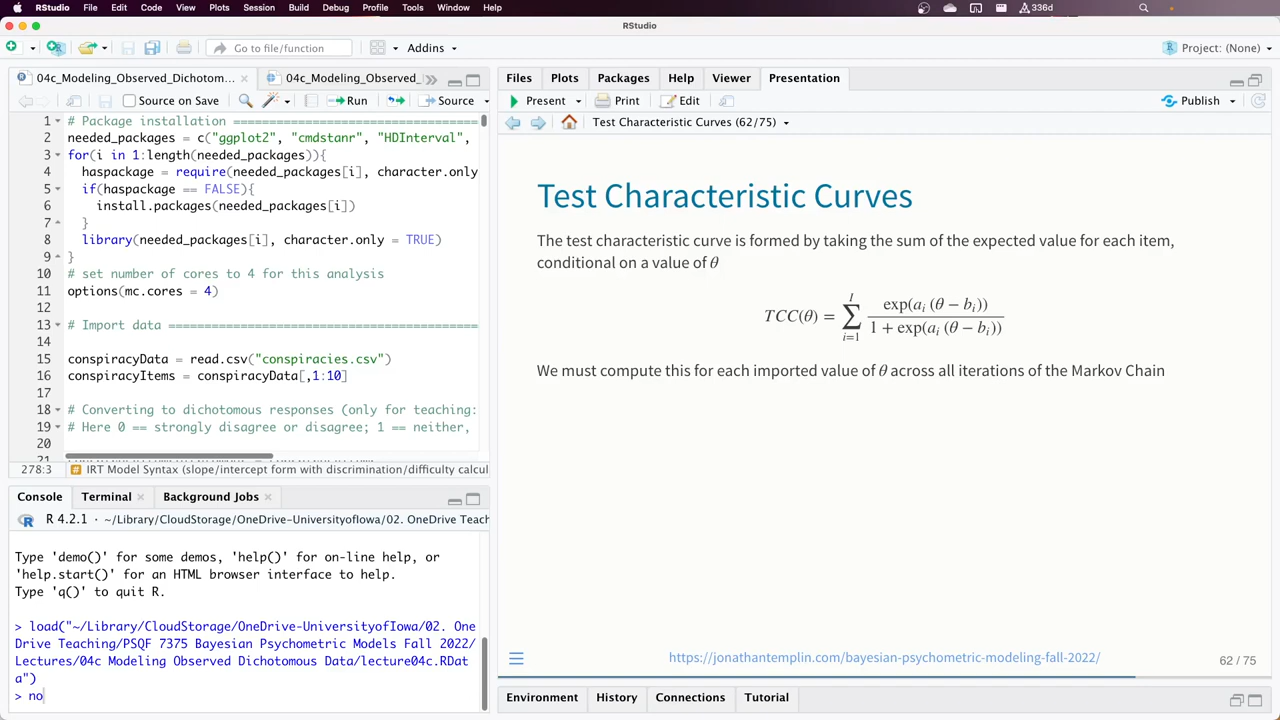 RStudio File Edit Code View Plots Session Build Debug Profile Tools Window Help 336d
RStudio
Go to file/function Addins Project: (None)
04c_Modeling_Observed_Dichotom... 04c_Modeling_Observed_
Source on Save Run Source
1 # Package installation ======================================
2 needed_packages = c("ggplot2", "cmdstanr", "HDInterval",
3 for(i in 1:length(needed_packages)){
4 haspackage = require(needed_packages[i], character.only
5 if(haspackage == FALSE){
6 install.packages(needed_packages[i])
7 }
8 library(needed_packages[i], character.only = TRUE)
9 }
10 # set number of cores to 4 for this analysis
11 options(mc.cores = 4)
12
13 # Import data =========================================
14
15 conspiracyData = read.csv("conspiracies.csv")
16 conspiracyItems = conspiracyData[,1:10]
17
18 # Converting to dichotomous responses (only for teaching:
19 # Here 0 == strongly disagree or disagree; 1 == neither,
20
21
278:3 # IRT Model Syntax (slope/intercept form with discrimination/difficulty calcul
Console Terminal Background Jobs
R 4.2.1 · ~/Library/CloudStorage/OneDrive-UniversityofIowa/02. OneDrive Teach
Type 'demo()' for some demos, 'help()' for on-line help, or
'help.start()' for an HTML browser interface to help.
Type 'q()' to quit R.
> load("~/Library/CloudStorage/OneDrive-UniversityofIowa/02. One
Drive Teaching/PSQF 7375 Bayesian Psychometric Models Fall 2022/
Lectures/04c Modeling Observed Dichotomous Data/lecture04c.RDat
a")
> no
Files Plots Packages Help Viewer Presentation
Present Print Edit Publish
Test Characteristic Curves (62/75)
Test Characteristic Curves
The test characteristic curve is formed by taking the sum of the expected value for each item,
conditional on a value of θ
TCC(θ) = ∑_{i=1}^{I} exp(a_i (θ − b_i)) / 1 + exp(a_i (θ − b_i))
We must compute this for each imported value of θ across all iterations of the Markov Chain
https://jonathantemplin.com/bayesian-psychometric-modeling-fall-2022/ 62 / 75
Environment History Connections Tutorial